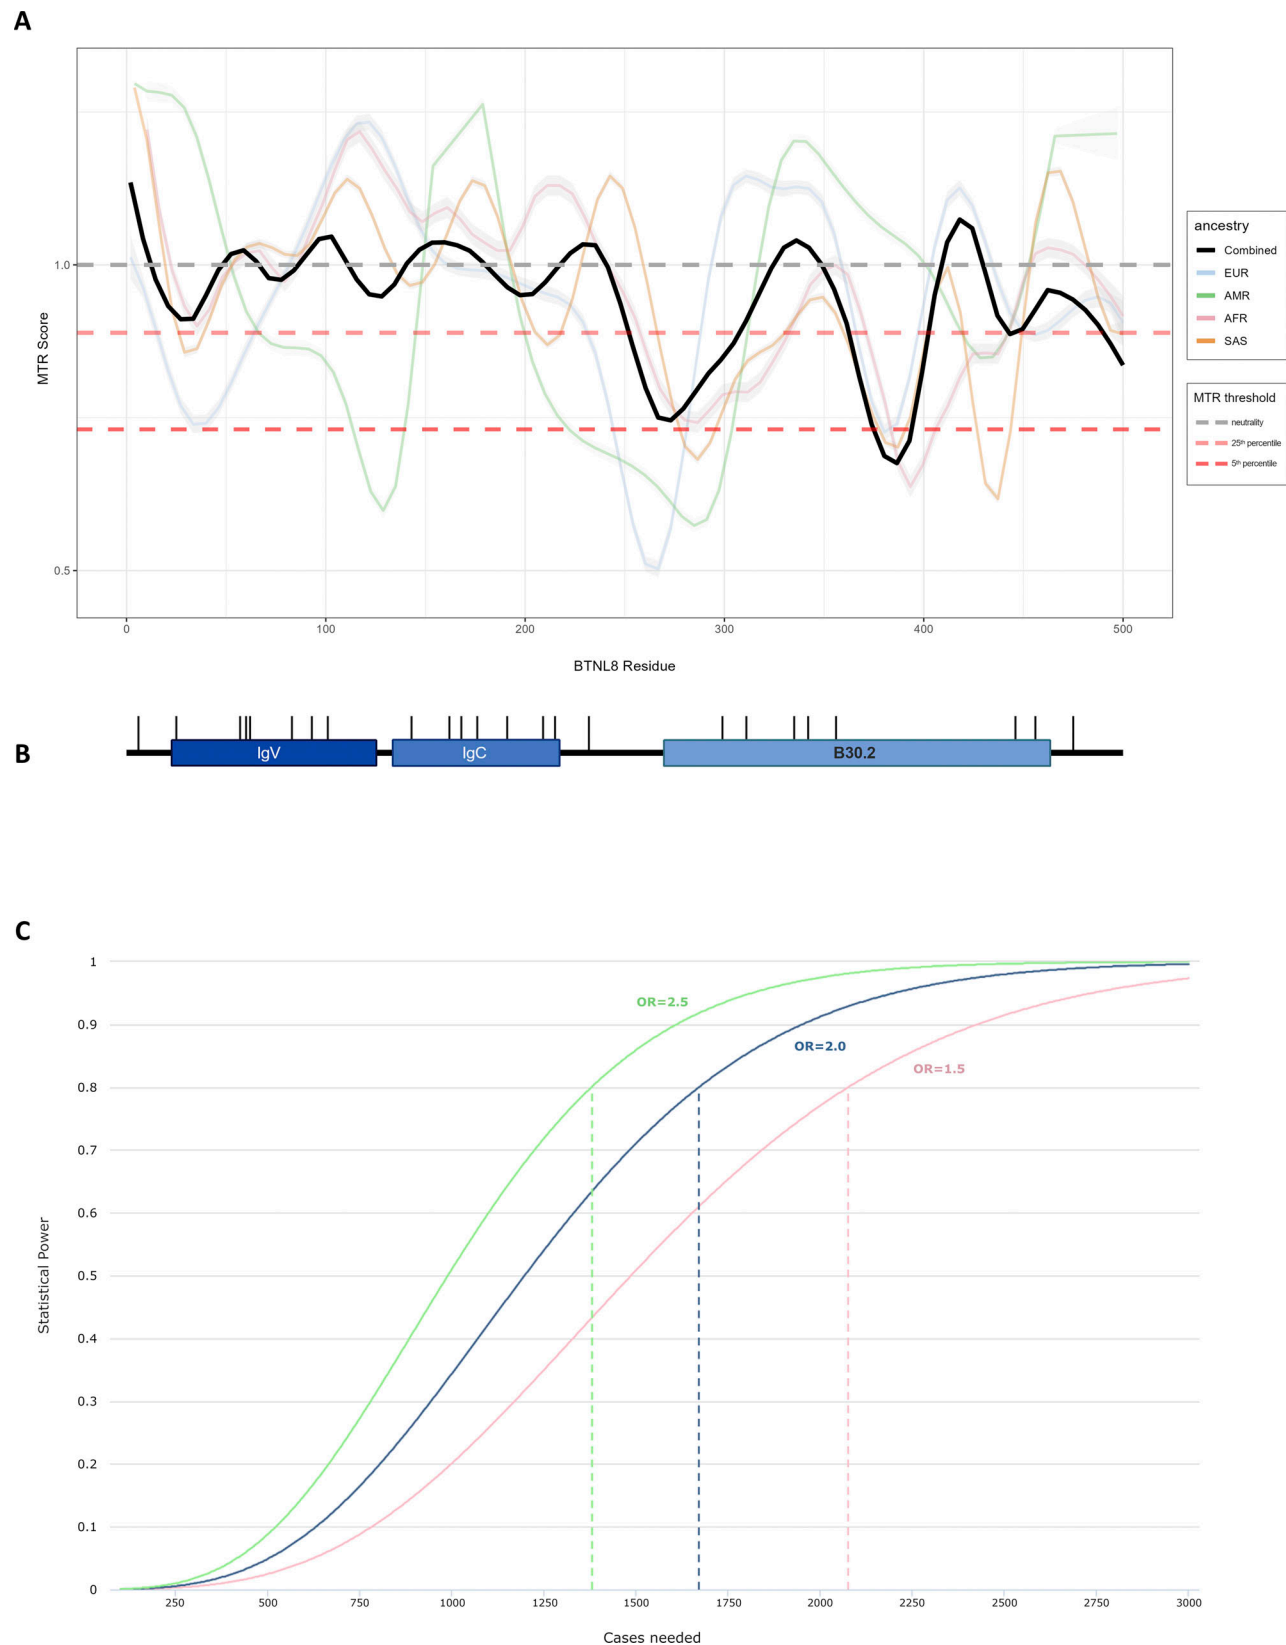 A
MTR Score
1.0
0.5
0
100
200
300
400
500
BTNL8 Residue
ancestry
Combined
EUR
AMR
AFR
SAS
MTR threshold
neutrality
25th percentile
5th percentile
B
IgV
IgC
B30.2
C
Statistical Power
1
0.9
0.8
0.7
0.6
0.5
0.4
0.3
0.2
0.1
0
OR=2.5
OR=2.0
OR=1.5
250
500
750
1000
1250
1500
1750
2000
2250
2500
2750
3000
Cases needed